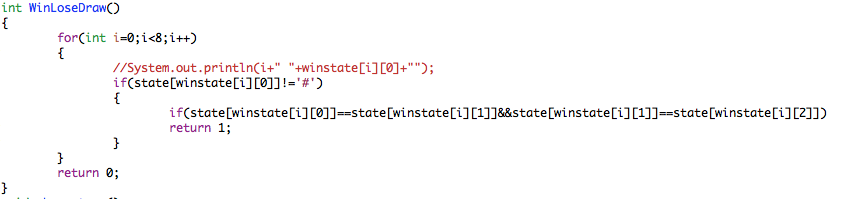 int WinLoseDraw()
{
for(int i=0;i<8;i++)
{
//System.out.println(i+" "+winstate[i][0]+"");
if(state[winstate[i][0]]!='#')
{
if(state[winstate[i][0]]==state[winstate[i][1]]&&state[winstate[i][1]]==state[winstate[i][2]])
return 1;
}
}
return 0;
}